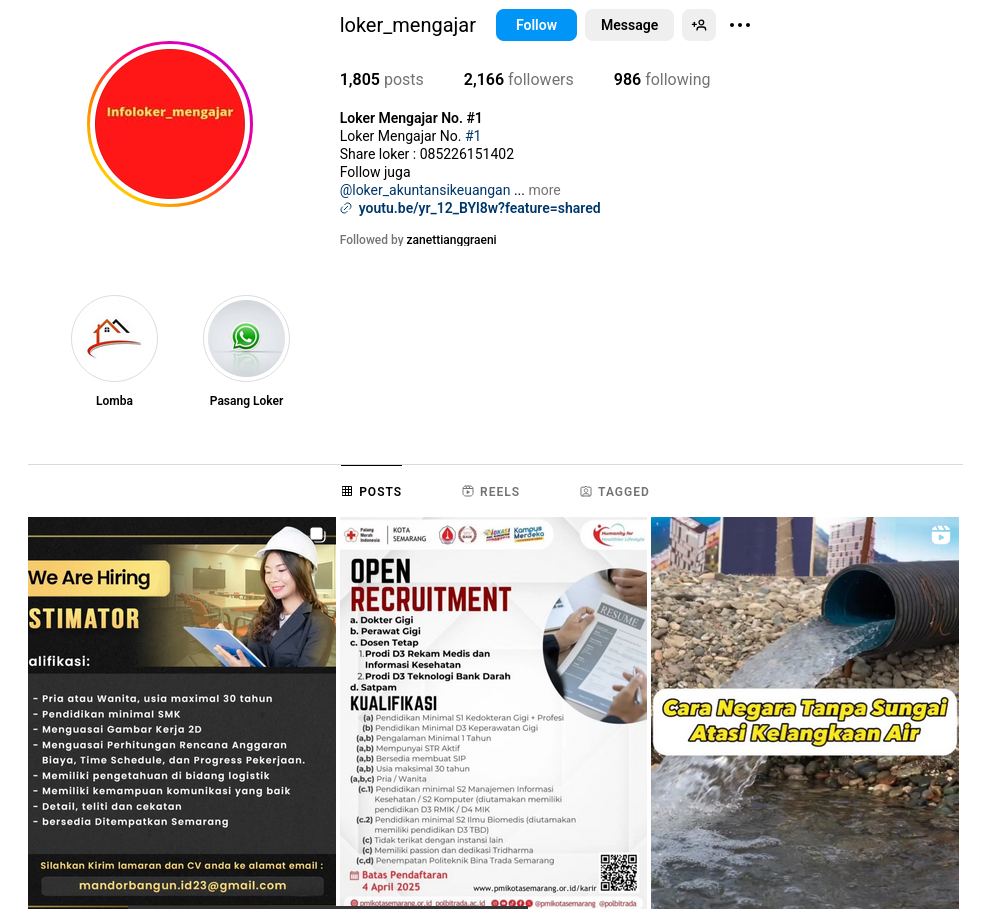 loker_mengajar
Follow
Message
1,805 posts
2,166 followers
986 following
Infoloker_mengajar
Loker Mengajar No. #1
Loker Mengajar No. #1
Share loker : 085226151402
Follow juga
@loker_akuntansikeuangan ... more
youtu.be/yr_12_BYI8w?feature=shared
Followed by zanettianggraeni
Lomba
Pasang Loker
POSTS
REELS
TAGGED
We Are Hiring
STIMATOR
alifikasi:
- Pria atau Wanita, usia maximal 30 tahun
- Pendidikan minimal SMK
- Menguasai Gambar Kerja 2D
- Menguasai Perhitungan Rencana Anggaran
Biaya, Time Schedule, dan Progress Pekerjaan.
- Memiliki pengetahuan di bidang logistik
- Memiliki kemampuan komunikasi yang baik
- Detail, teliti dan cekatan
- bersedia Ditempatkan Semarang
Silahkan Kirim lamaran dan CV anda ke alamat email :
mandorbangun.id23@gmail.com
Palang
Merah
Indonesia
KOTA
SEMARANG
VOKASI
Kampus
Merdeka
Humanity for
Healthier Lifestyle
OPEN
RECRUITMENT
RESUME
a. Dokter Gigi
b. Perawat Gigi
c. Dosen Tetap
1.Prodi D3 Rekam Medis dan
Informasi Kesehatan
2.Prodi D3 Teknologi Bank Darah
d. Satpam
KUALIFIKASI
(a) Pendidikan Minimal S1 Kedokteran Gigi + Profesi
(b) Pendidikan Minimal D3 Keperawatan Gigi
(a,b) Pengalaman Minimal 1 Tahun
(a,b) Mempunyai STR Aktif
(a,b) Bersedia membuat SIP
(a,b) Usia maksimal 30 tahun
(a,b,c) Pria / Wanita
(c.1) Pendidikan minimal S2 Manajemen Informasi
Kesehatan / S2 Komputer (diutamakan memiliki
pendidikan D3 RMIK / D4 MIK
(c.2) Pendidikan minimal S2 Ilmu Biomedis (diutamakan
memiliki pendidikan D3 TBD)
(c) Tidak terikat dengan instansi lain
(c) Memiliki passion dan dedikasi Tridharma
(c,d) Penempatan Politeknik Bina Trada Semarang
Batas Pendaftaran
4 April 2025
www.pmikotasemarang.or.id/karir
pmikotasemarang.or.id polbitrada.ac.id
@pmikotasemarang @polbitrada
Cara Negara Tanpa Sungai
Atasi Kelangkaan Air